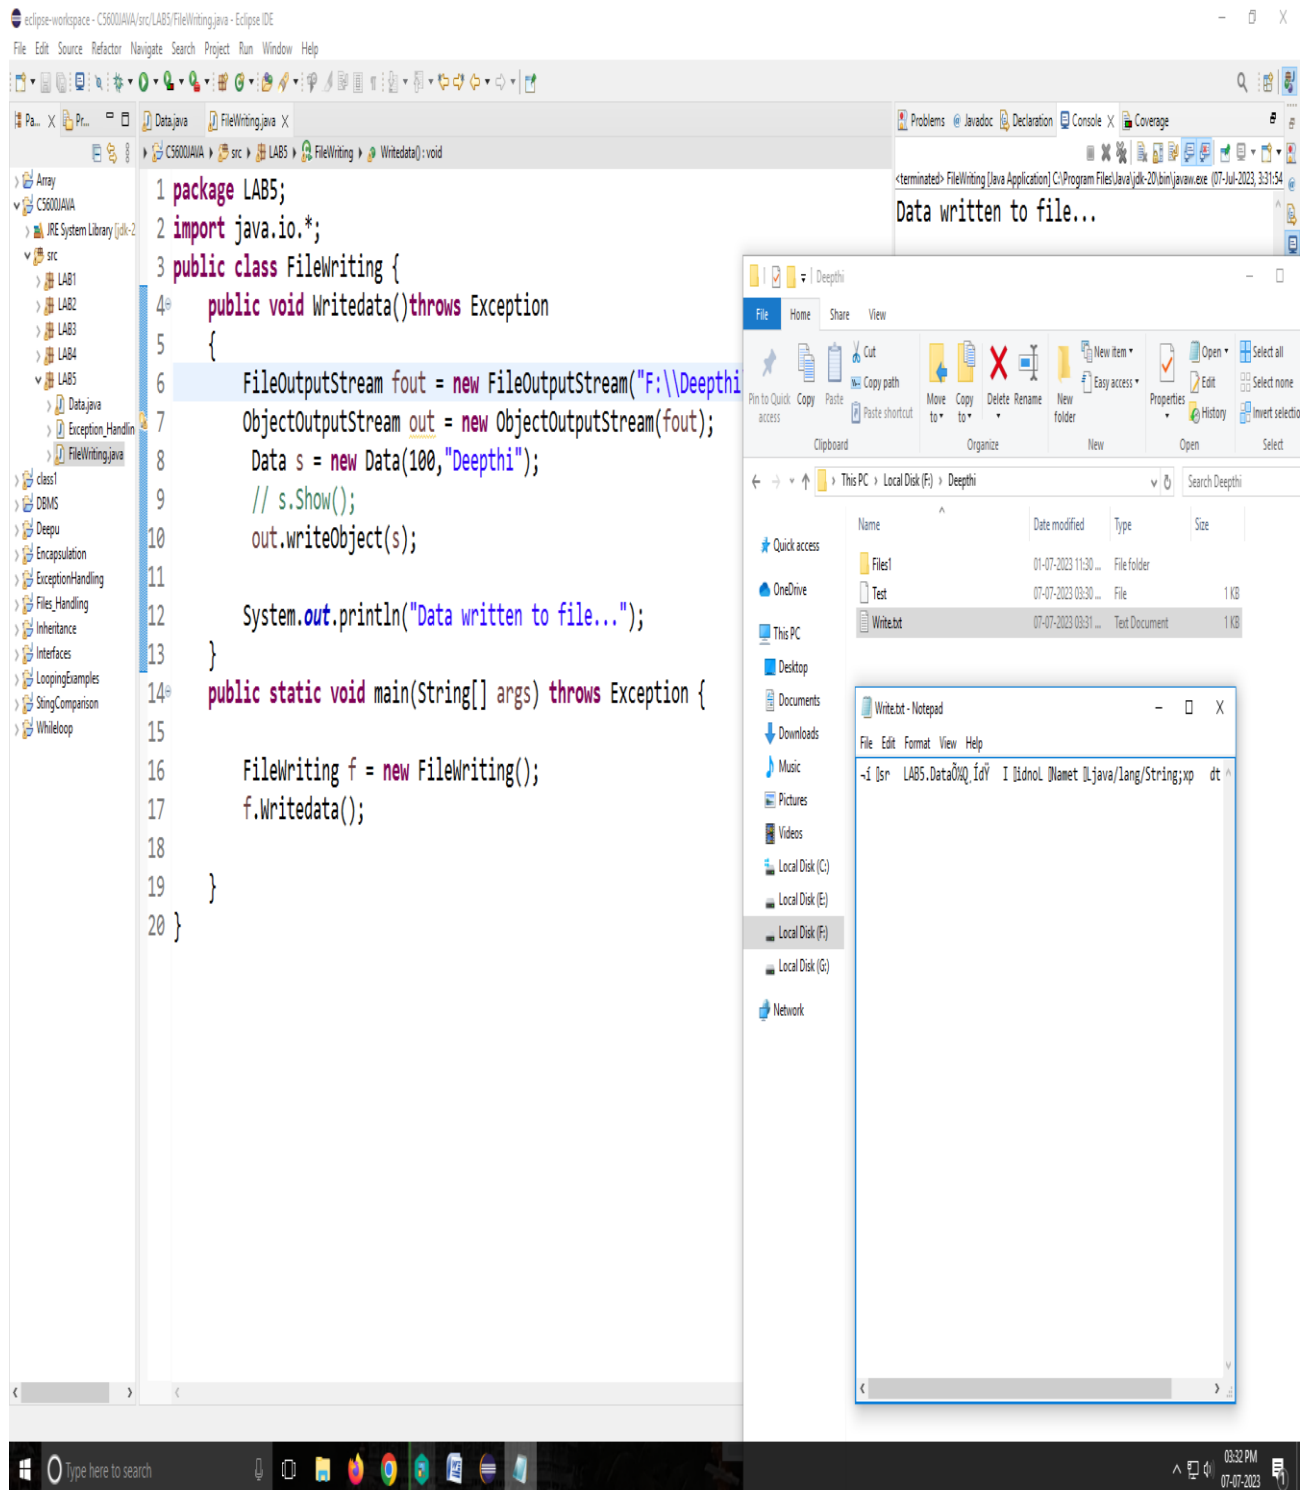 eclipse-workspace - C5600JAVA/src/LAB5/FileWriting.java - Eclipse IDE
File Edit Source Refactor Navigate Search Project Run Window Help
Pa... Pr...
Data.java FileWriting.java
C5600JAVA src LAB5 FileWriting Writedata() : void
Array
C5600JAVA
JRE System Library [jdk-2
src
LAB1
LAB2
LAB3
LAB4
LAB5
Data.java
Exception_Handlin
FileWriting.java
class1
DBMS
Deepu
Encapsulation
ExceptionHandling
Files_Handling
Inheritance
Interfaces
LoopingExamples
StingComparison
Whileloop
1 package LAB5;
2 import java.io.*;
3 public class FileWriting {
4 public void Writedata()throws Exception
5 {
6 FileOutputStream fout = new FileOutputStream("F:\\Deepthi
7 ObjectOutputStream out = new ObjectOutputStream(fout);
8 Data s = new Data(100,"Deepthi");
9 // s.Show();
10 out.writeObject(s);
11
12 System.out.println("Data written to file...");
13 }
14 public static void main(String[] args) throws Exception {
15
16 FileWriting f = new FileWriting();
17 f.Writedata();
18
19 }
20 }
Problems @ Javadoc Declaration Console Coverage
<terminated> FileWriting [Java Application] C:\Program Files\Java\jdk-20\bin\javaw.exe (07-Jul-2023, 3:31:54
Data written to file...
Deepthi
File Home Share View
Pin to Quick access
Copy
Paste
Cut
Copy path
Paste shortcut
Clipboard
Move to
Copy to
Delete
Rename
Organize
New folder
New item
Easy access
New
Properties
Open
Edit
History
Open
Select all
Select none
Invert selectio
Select
This PC > Local Disk (F:) > Deepthi
Search Deepthi
Name Date modified Type Size
Files1 01-07-2023 11:30 ... File folder
Test 07-07-2023 03:30 ... File 1 KB
Write.txt 07-07-2023 03:31 ... Text Document 1 KB
Quick access
OneDrive
This PC
Desktop
Documents
Downloads
Music
Pictures
Videos
Local Disk (C:)
Local Disk (E:)
Local Disk (F:)
Local Disk (G:)
Network
Write.txt - Notepad
File Edit Format View Help
¬í sr LAB5.DataÕ½Q¸ÍdŸ I idnoL Namet Ljava/lang/String;xp dt
Type here to search
03:32 PM
07-07-2023